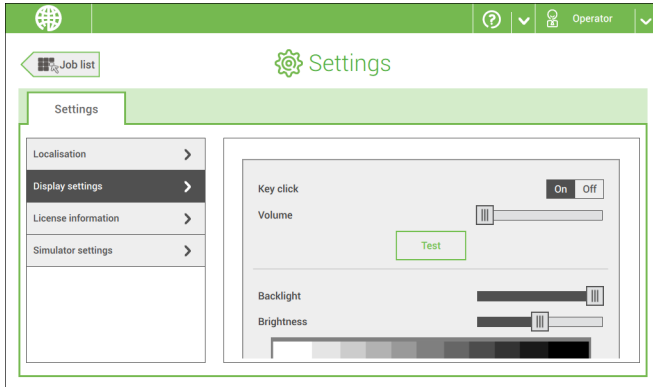 Operator
Job list
Settings
Settings
Localisation
Display settings
License information
Simulator settings
Key click
On Off
Volume
Test
Backlight
Brightness